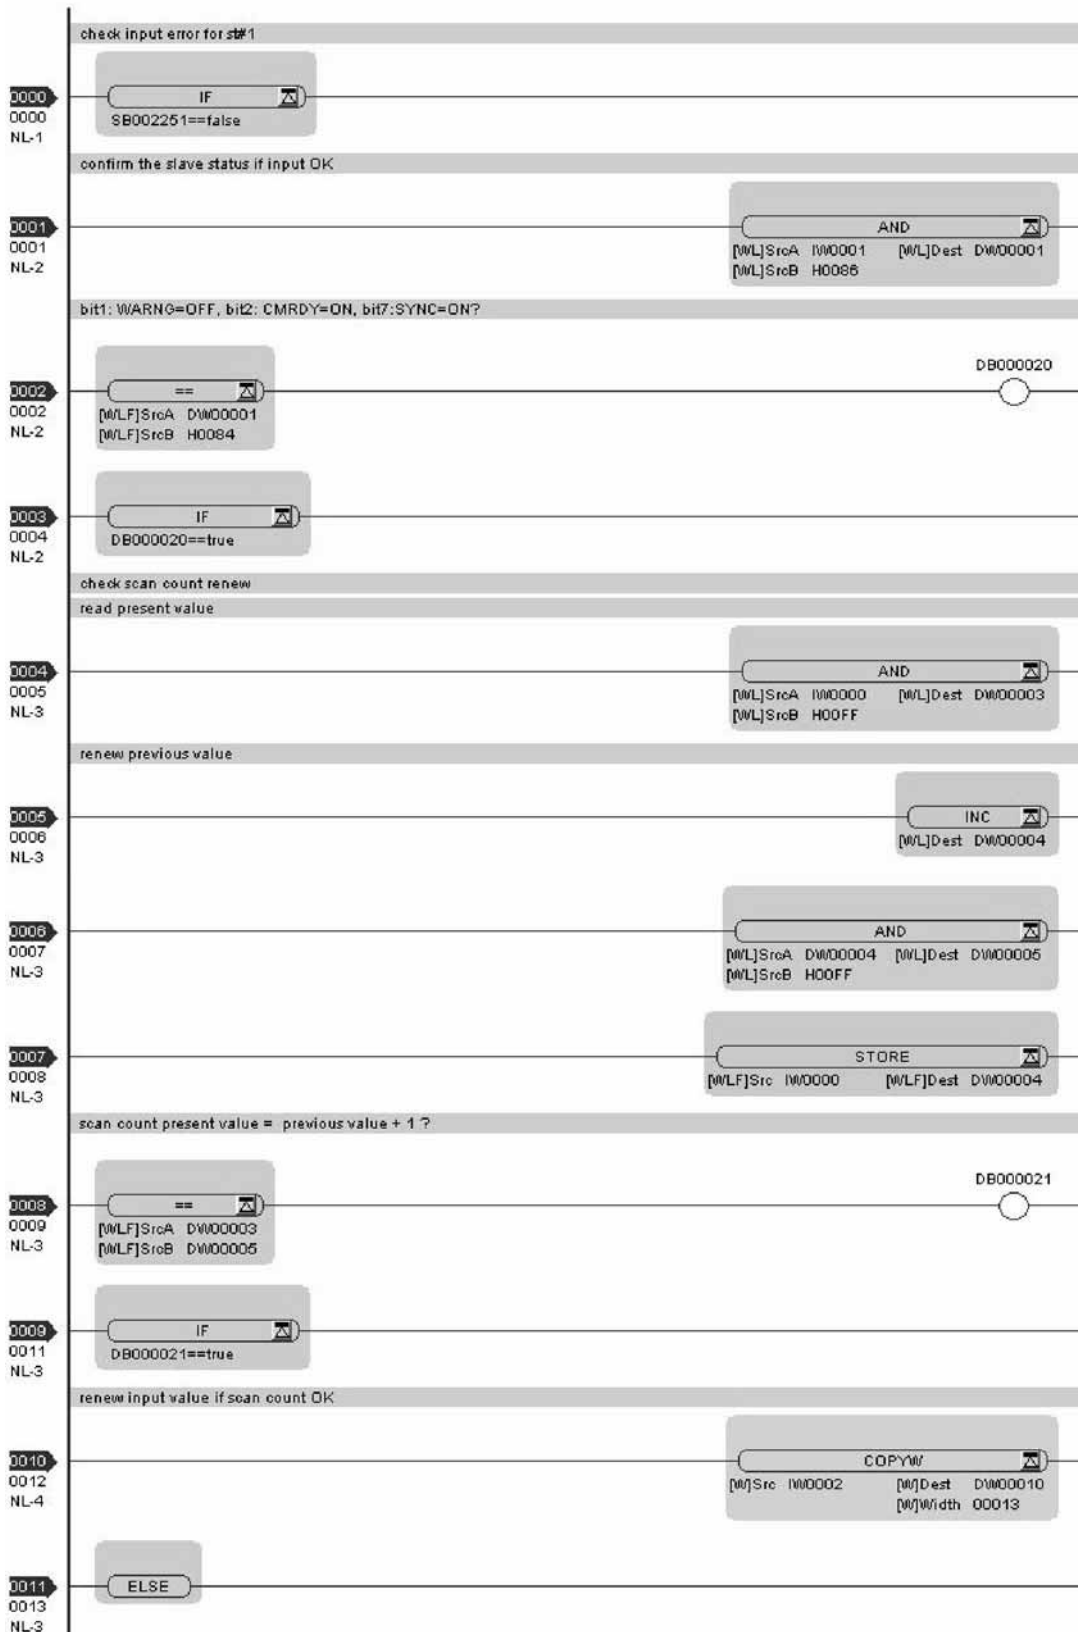 check input error for st#1
0000
IF
0000
SB002251==false
NL-1
confirm the slave status if input OK
0001
AND
0001
[WL]SrcA IW0001 [WL]Dest DW00001
NL-2
[WL]SrcB H0086
bit1: WARNG=OFF, bit2: CMRDY=ON, bit7:SYNC=ON?
DB000020
0002
==
0002
[WLF]SrcA DW00001
NL-2
[WLF]SrcB H0084
0003
IF
0004
DB000020==true
NL-2
check scan count renew
read present value
0004
AND
0005
[WL]SrcA IW0000 [WL]Dest DW00003
NL-3
[WL]SrcB H00FF
renew previous value
0005
INC
0006
[WL]Dest DW00004
NL-3
0006
AND
0007
[WL]SrcA DW00004 [WL]Dest DW00005
NL-3
[WL]SrcB H00FF
0007
STORE
0008
[WLF]Src IW0000 [WLF]Dest DW00004
NL-3
scan count present value = previous value + 1 ?
DB000021
0008
==
0009
[WLF]SrcA DW00003
NL-3
[WLF]SrcB DW00005
0009
IF
0011
DB000021==true
NL-3
renew input value if scan count OK
0010
COPYW
0012
[W]Src IW0002 [W]Dest DW00010
NL-4
[W]Width 00013
0011
ELSE
0013
NL-3